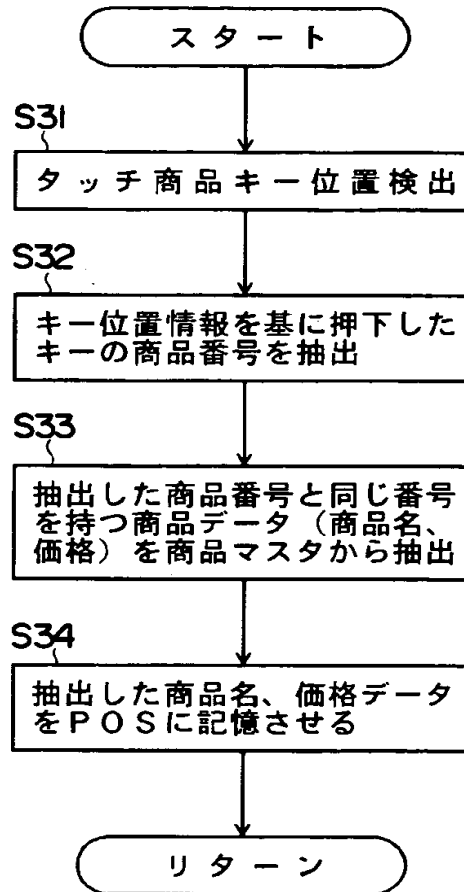 スタート
S31
タッチ商品キー位置検出
S32
キー位置情報を基に押下した
キーの商品番号を抽出
S33
抽出した商品番号と同じ番号
を持つ商品データ（商品名、
価格）を商品マスタから抽出
S34
抽出した商品名、価格データ
をPOSに記憶させる
リターン